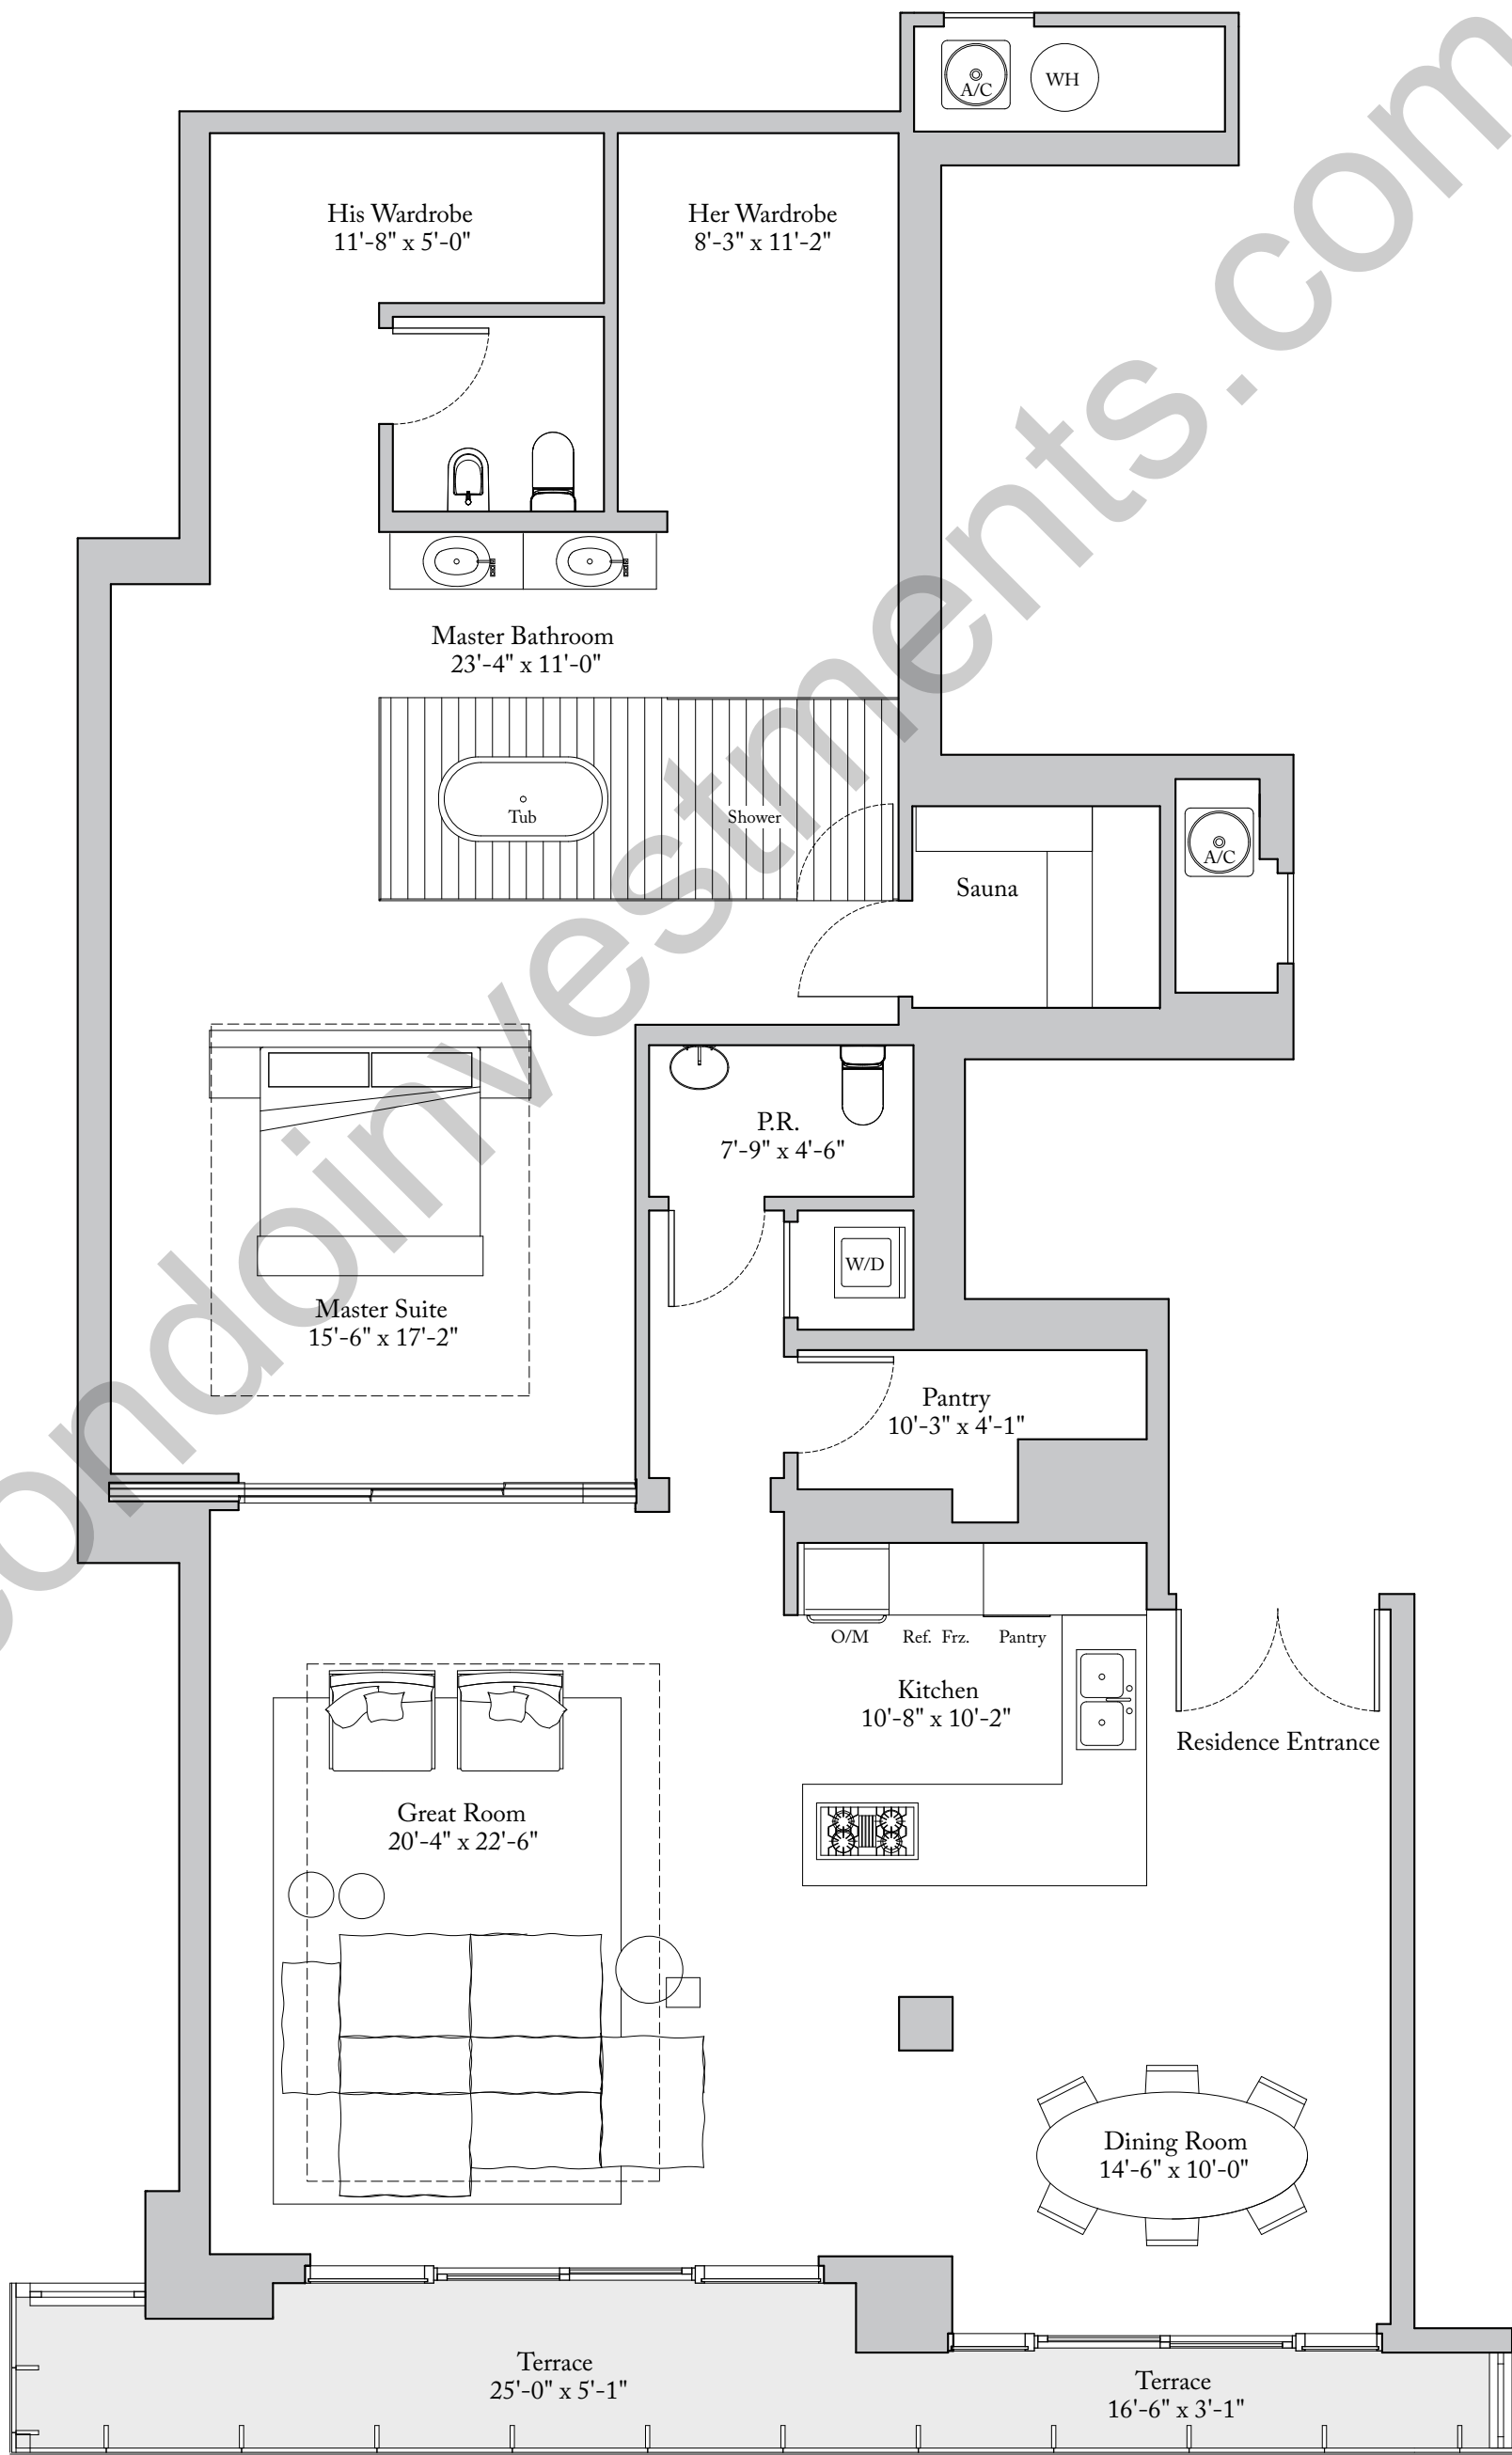 A/C
WH
His Wardrobe
11'-8" x 5'-0"
Her Wardrobe
8'-3" x 11'-2"
Master Bathroom
23'-4" x 11'-0"
Tub
Shower
A/C
Sauna
P.R.
7'-9" x 4'-6"
W/D
Master Suite
15'-6" x 17'-2"
Pantry
10'-3" x 4'-1"
O/M
Ref. Frz.
Pantry
Kitchen
10'-8" x 10'-2"
Residence Entrance
Great Room
20'-4" x 22'-6"
Dining Room
14'-6" x 10'-0"
Terrace
25'-0" x 5'-1"
Terrace
16'-6" x 3'-1"
condoinvestments.com